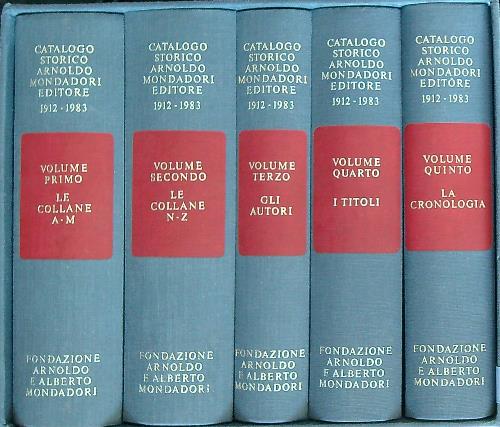 CATALOGO
STORICO
ARNOLDO
MONDADORI
EDITORE
1912-1983
VOLUME
PRIMO
LE
COLLANE
A-M
FONDAZIONE
ARNOLDO
E ALBERTO
MONDADORI
CATALOGO
STORICO
ARNOLDO
MONDADORI
EDITORE
1912-1983
VOLUME
SECONDO
LE
COLLANE
N-Z
FONDAZIONE
ARNOLDO
E ALBERTO
MONDADORI
CATALOGO
STORICO
ARNOLDO
MONDADORI
EDITORE
1912-1983
VOLUME
TERZO
GLI
AUTORI
FONDAZIONE
ARNOLDO
E ALBERTO
MONDADORI
CATALOGO
STORICO
ARNOLDO
MONDADORI
EDITORE
1912-1983
VOLUME
QUARTO
I TITOLI
FONDAZIONE
ARNOLDO
E ALBERTO
MONDADORI
CATALOGO
STORICO
ARNOLDO
MONDADORI
EDITORE
1912-1983
VOLUME
QUINTO
LA
CRONOLOGIA
FONDAZIONE
ARNOLDO
E ALBERTO
MONDADORI